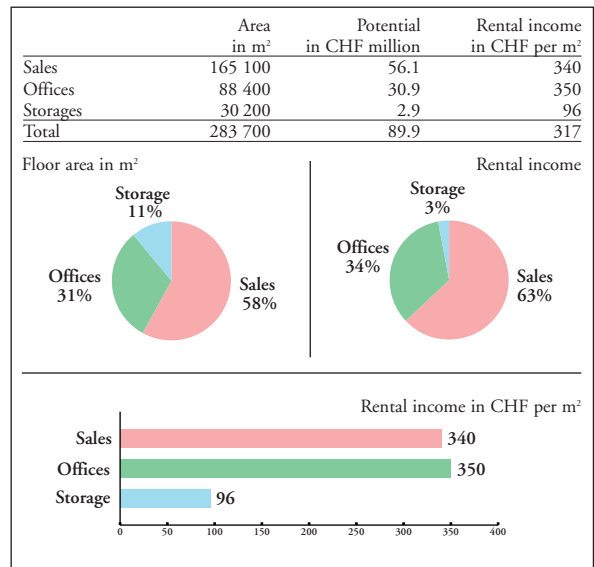 Area Potential Rental income
in m² in CHF million in CHF per m²
Sales 165 100 56.1 340
Offices 88 400 30.9 350
Storages 30 200 2.9 96
Total 283 700 89.9 317
Floor area in m²
Storage
11%
Offices
31%
Sales
58%
Rental income
Storage
3%
Offices
34%
Sales
63%
Rental income in CHF per m²
Sales 340
Offices 350
Storage 96
0 50 100 150 200 250 300 350 400